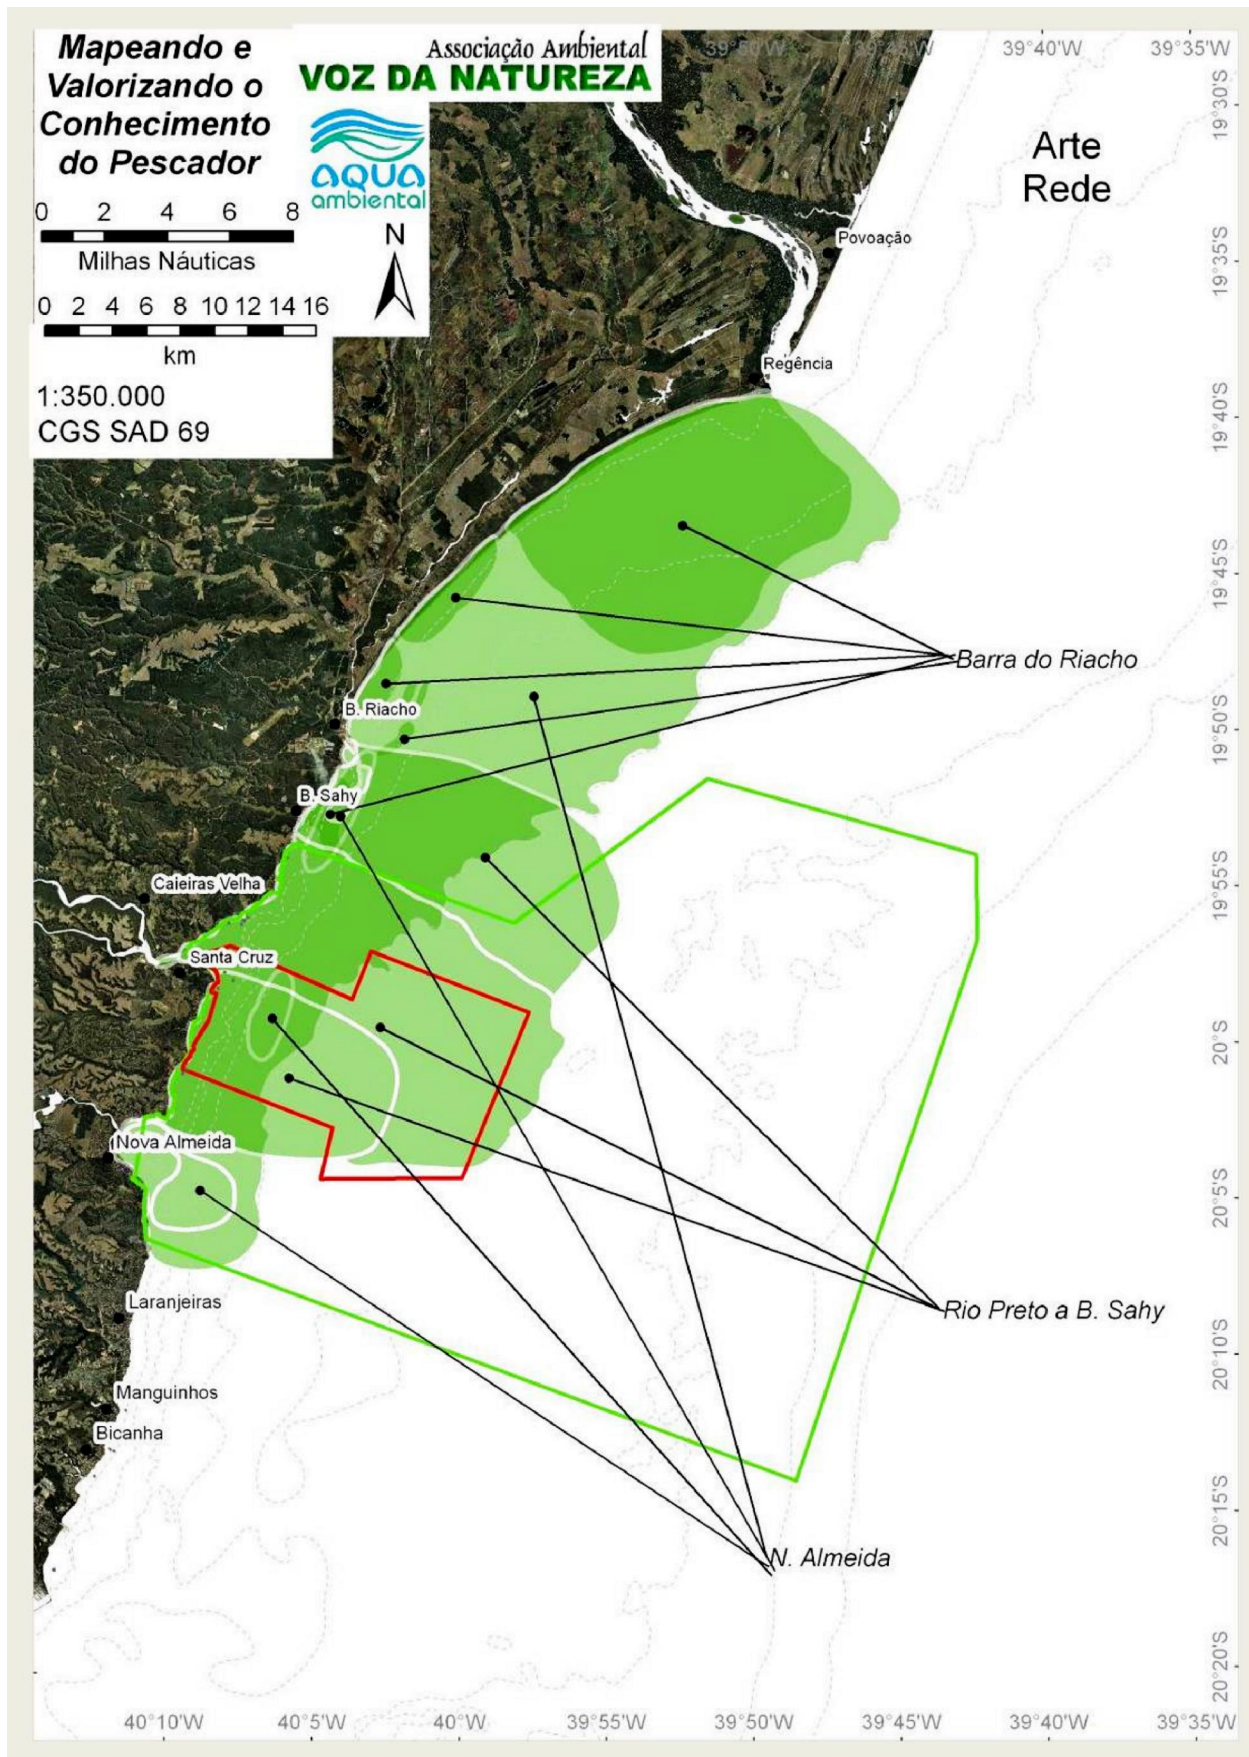 Mapeando e
Valorizando o
Conhecimento
do Pescador
Associação Ambiental
VOZ DA NATUREZA
AQUA
ambiental
0 2 4 6 8
Milhas Náuticas
0 2 4 6 8 10 12 14 16
km
1:350.000
CGS SAD 69
N
39°50'W 39°45'W 39°40'W 39°35'W
Arte
Rede
19°30'S
19°35'S
19°40'S
19°45'S
19°50'S
19°55'S
20°S
20°5'S
20°10'S
20°15'S
20°20'S
Povoação
Regência
Barra do Riacho
B. Riacho
B. Sahy
Caieiras Velha
Santa Cruz
Nova Almeida
Rio Preto a B. Sahy
Laranjeiras
Manguinhos
Bicanha
N. Almeida
40°10'W 40°5'W 40°W 39°55'W 39°50'W 39°45'W 39°40'W 39°35'W